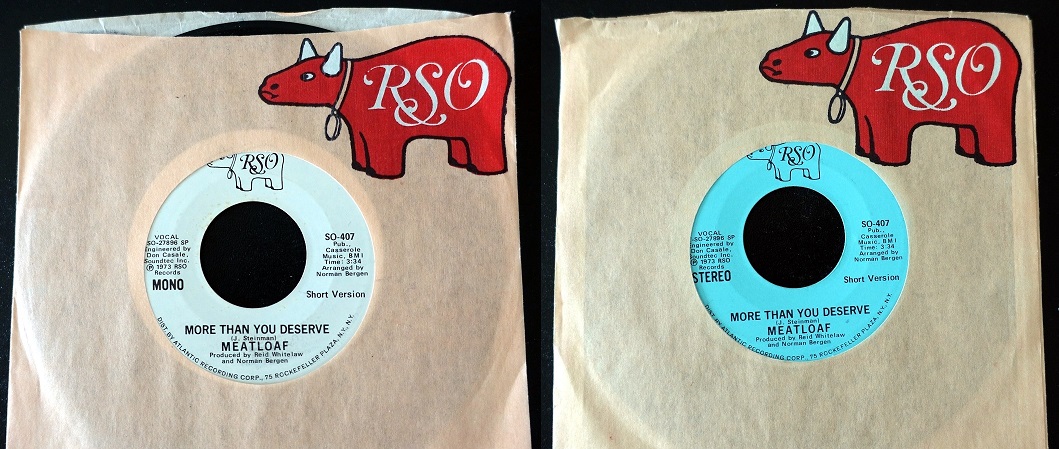 RSO
RSO
VOCAL
SO-27896 SP
Engineered by
Don Casale,
Soundtec Inc.
Ⓟ 1973 RSO
Records
MONO
SO-407
Pub.,
Casserole
Music, BMI
Time: 3:34
Arranged by
Norman Bergen
Short Version
MORE THAN YOU DESERVE
(J. Steinman)
MEATLOAF
Produced by Reid Whitelaw
and Norman Bergen
DIST. BY ATLANTIC RECORDING CORP., 75 ROCKEFELLER PLAZA, N.Y., N.Y.
RSO
RSO
VOCAL
SO-27898 SP
Engineered by
Don Casale,
Soundtec Inc.
Ⓟ 1973 RSO
Records
STEREO
SO-407
Pub.,
Casserole
Music, BMI
Time: 3:34
Arranged by
Norman Bergen
Short Version
MORE THAN YOU DESERVE
(J. Steinman)
MEATLOAF
Produced by Reid Whitelaw
and Norman Bergen
DIST. BY ATLANTIC RECORDING CORP., 75 ROCKEFELLER PLAZA, N.Y., N.Y.